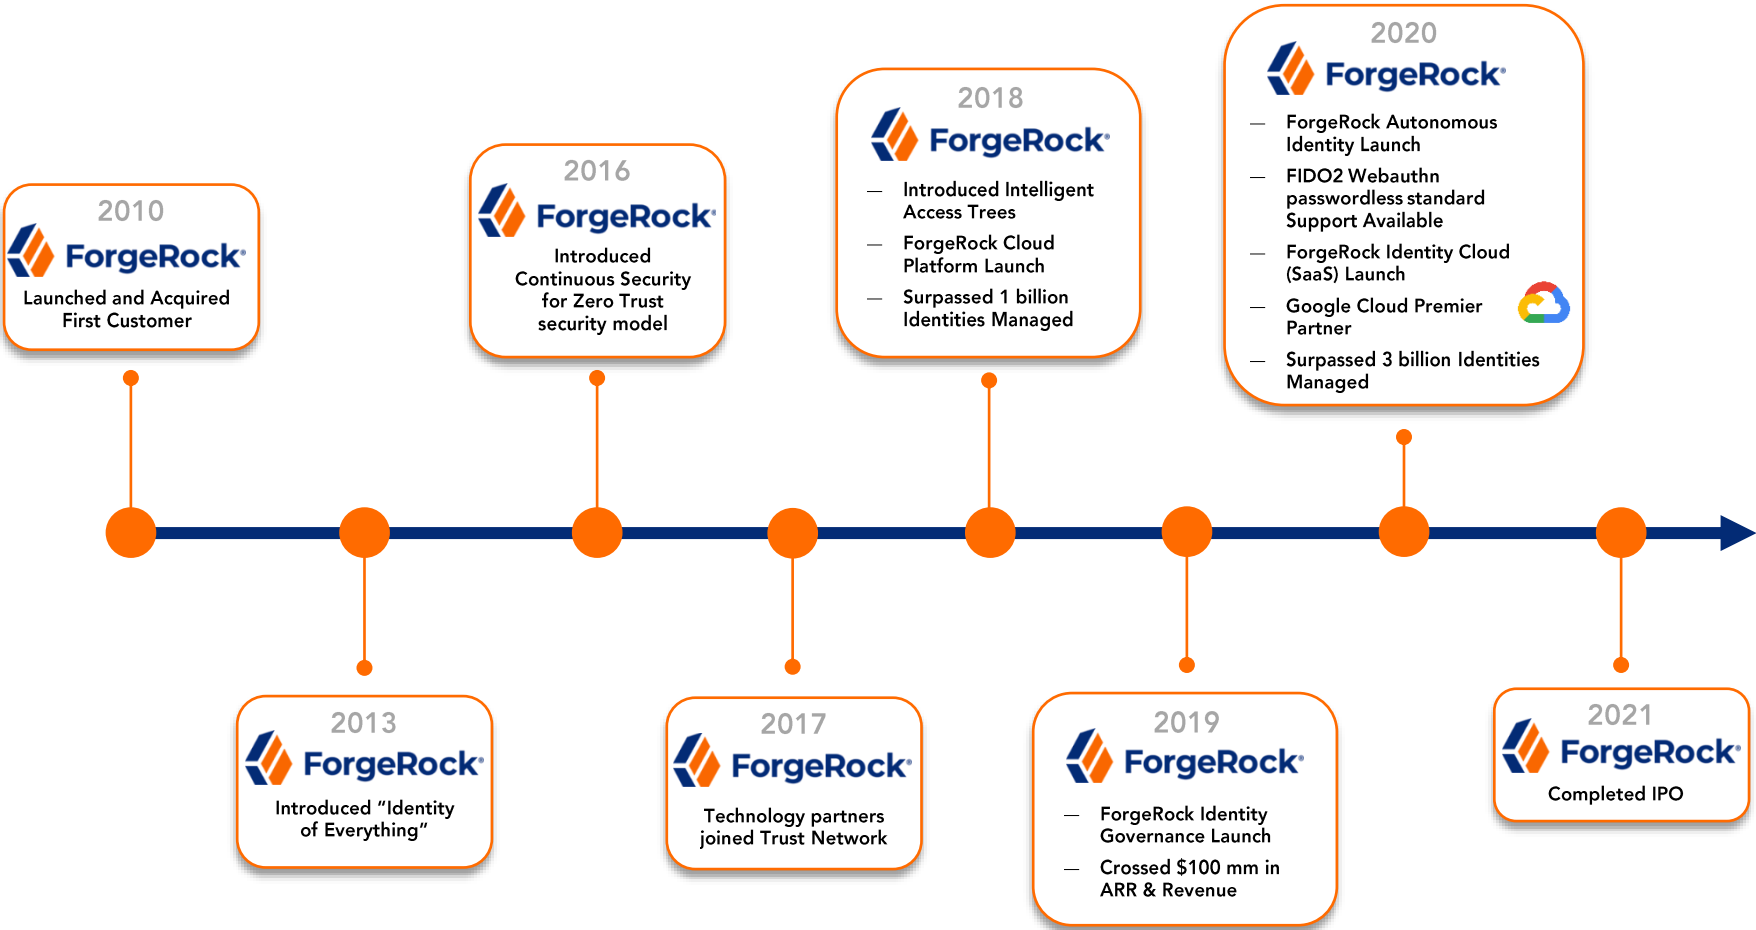 2010
ForgeRock®
Launched and Acquired
First Customer
2013
ForgeRock®
Introduced “Identity
of Everything”
2016
ForgeRock®
Introduced
Continuous Security
for Zero Trust
security model
2017
ForgeRock®
Technology partners
joined Trust Network
2018
ForgeRock®
— Introduced Intelligent
Access Trees
— ForgeRock Cloud
Platform Launch
— Surpassed 1 billion
Identities Managed
2019
ForgeRock®
— ForgeRock Identity
Governance Launch
— Crossed $100 mm in
ARR & Revenue
2020
ForgeRock®
— ForgeRock Autonomous
Identity Launch
— FIDO2 Webauthn
passwordless standard
Support Available
— ForgeRock Identity Cloud
(SaaS) Launch
— Google Cloud Premier
Partner
— Surpassed 3 billion Identities
Managed
2021
ForgeRock®
Completed IPO